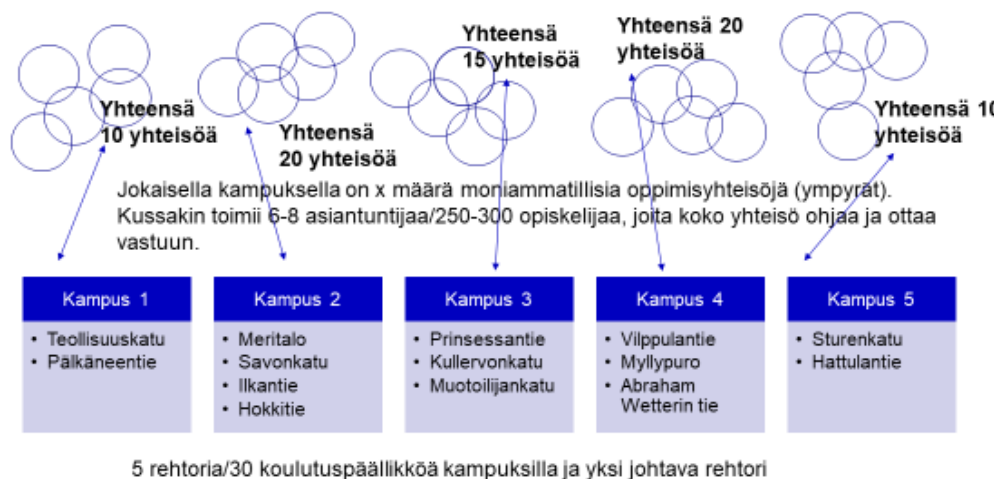 Yhteensä
10 yhteisöä
Yhteensä
20 yhteisöä
Yhteensä
15 yhteisöä
Yhteensä 20
yhteisöä
Yhteensä 10
yhteisöä
Jokaisella kampuksella on x määrä moniammatillisia oppimisyhteisöjä (ympyrät).
Kussakin toimii 6-8 asiantuntijaa/250-300 opiskelijaa, joita koko yhteisö ohjaa ja ottaa
vastuun.
Kampus 1
• Teollisuuskatu
• Pälkäneentie
Kampus 2
• Meritalo
• Savonkatu
• Ilkantie
• Hokkitie
Kampus 3
• Prinsessantie
• Kullervonkatu
• Muotoilijankatu
Kampus 4
• Vilppulantie
• Myllypuro
• Abraham
Wetterin tie
Kampus 5
• Sturenkatu
• Hattulantie
5 rehtoria/30 koulutuspäällikköä kampuksilla ja yksi johtava rehtori